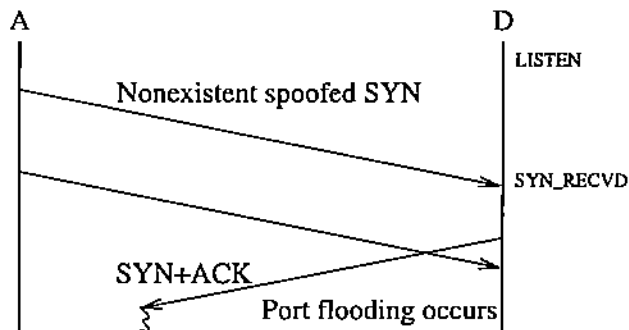 A
D
LISTEN
Nonexistent spoofed SYN
SYN_RECVD
SYN+ACK
Port flooding occurs